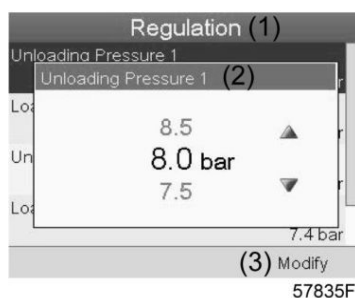 Regulation (1)
Unloading Pressure 1
Unloading Pressure 1 (2)
r
Loa
8.5
r
Un
8.0 bar
7.5
r
Loa
7.4 bar
(3) Modify
57835F